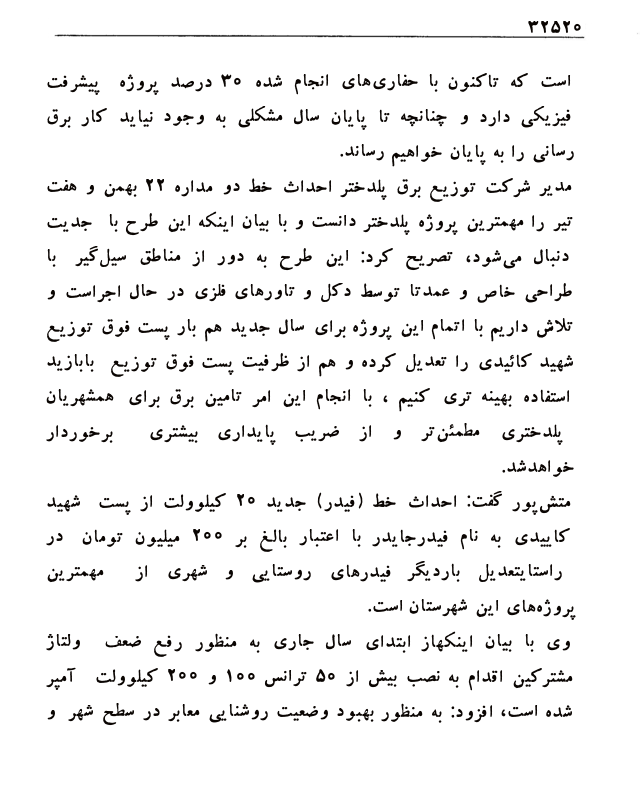 ۳۲۵۲۰
است که تاکنون با حفاری‌های انجام شده ۳۰ درصد پروژه پیشرفت
فیزیکی دارد و چنانچه تا پایان سال مشکلی به وجود نیاید کار برق
رسانی را به پایان خواهیم رساند.
مدیر شرکت توزیع برق پلدختر احداث خط دو مداره ۲۲ بهمن و هفت
تیر را مهمترین پروژه پلدختر دانست و با بیان اینکه این طرح با جدیت
دنبال می‌شود، تصریح کرد: این طرح به دور از مناطق سیل‌گیر با
طراحی خاص و عمدتا توسط دکل و تاورهای فلزی در حال اجراست و
تلاش داریم با اتمام این پروژه برای سال جدید هم بار پست فوق توزیع
شهید کائیدی را تعدیل کرده و هم از ظرفیت پست فوق توزیع بابازید
استفاده بهینه تری کنیم ، با انجام این امر تامین برق برای همشهریان
پلدختری مطمئن‌تر و از ضریب پایداری بیشتری برخوردار
خواهدشد.
متش‌پور گفت: احداث خط (فیدر) جدید ۲۰ کیلوولت از پست شهید
کاییدی به نام فیدرجایدر با اعتبار بالغ بر ۲۰۰ میلیون تومان در
راستایتعدیل باردیگر فیدرهای روستایی و شهری از مهمترین
پروژه‌های این شهرستان است.
وی با بیان اینکهاز ابتدای سال جاری به منظور رفع ضعف ولتاژ
مشترکین اقدام به نصب بیش از ۵۰ ترانس ۱۰۰ و ۲۰۰ کیلوولت آمپر
شده است، افزود: به منظور بهبود وضعیت روشنایی معابر در سطح شهر و